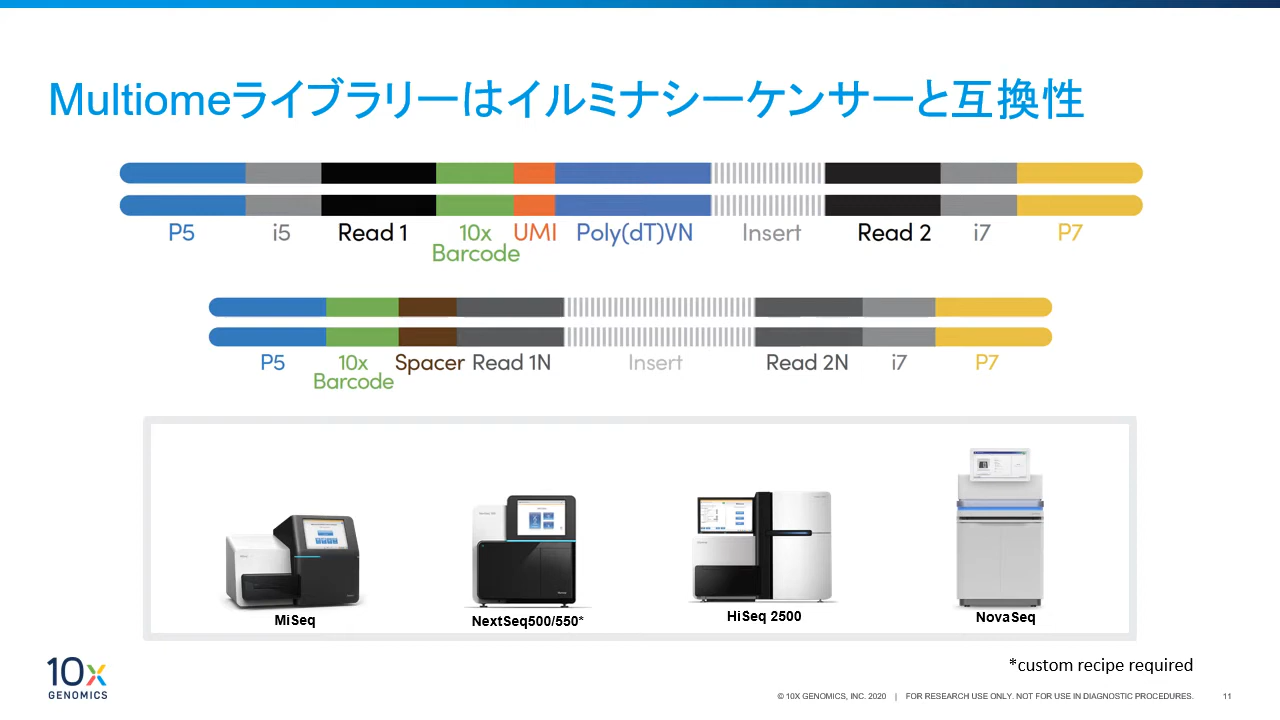 Multiomeライブラリーはイルミナシーケンサーと互換性
P5 i5 Read 1 10x Barcode UMI Poly(dT)VN Insert Read 2 i7 P7
P5 10x Barcode Spacer Read 1N Insert Read 2N i7 P7
MiSeq NextSeq500/550* HiSeq 2500 NovaSeq
*custom recipe required
10x
GENOMICS
© 10X GENOMICS, INC. 2020 | FOR RESEARCH USE ONLY. NOT FOR USE IN DIAGNOSTIC PROCEDURES. 11